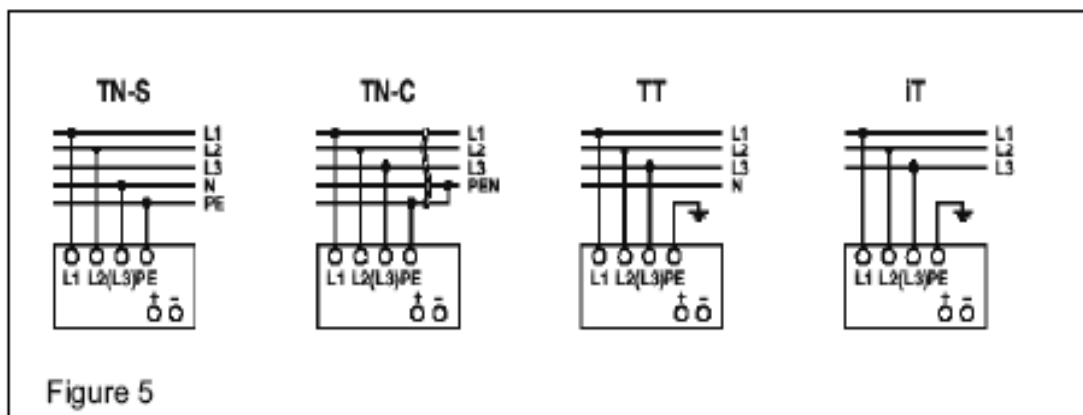 TN-S TN-C TT IT
L1 L1 L1 L1
L2 L2 L2 L2
L3 L3 L3 L3
N PEN N
PE
L1 L2(L3)PE L1 L2(L3)PE L1 L2(L3)PE L1 L2(L3)PE
+ - + - + - + -
Figure 5